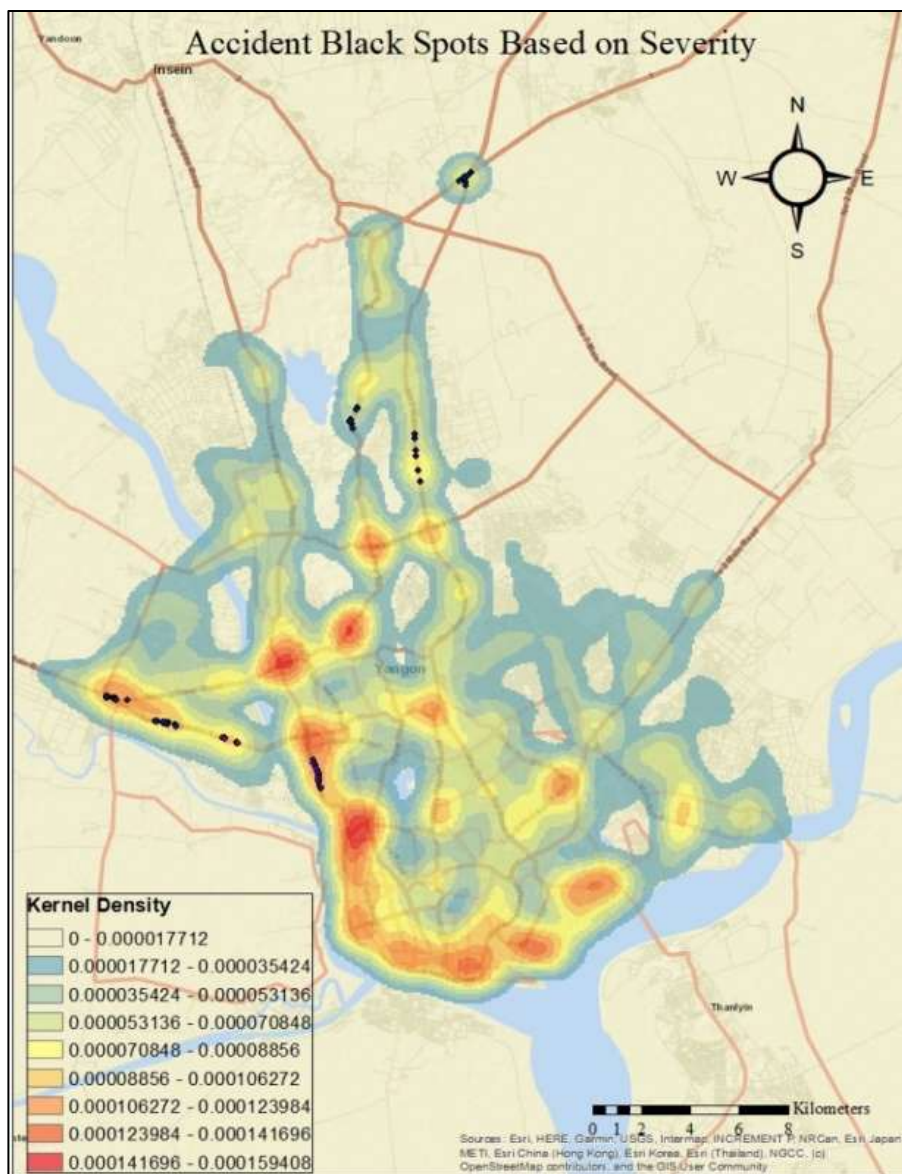 Accident Black Spots Based on Severity
Insein
N
W
E
S
Yangon
Thanlyin
Kernel Density
0 - 0.000017712
0.000017712 - 0.000035424
0.000035424 - 0.000053136
0.000053136 - 0.000070848
0.000070848 - 0.00008856
0.00008856 - 0.000106272
0.000106272 - 0.000123984
0.000123984 - 0.000141696
0.000141696 - 0.000159408
Kilometers
0 1 2 4 6 8
Sources: Esri, HERE, Garmin, USGS, Intermap, INCREMENT P, NRCan, Esri Japan,
METI, Esri China (Hong Kong), Esri Korea, Esri (Thailand), NGCC, (c)
OpenStreetMap contributors, and the GIS User Community